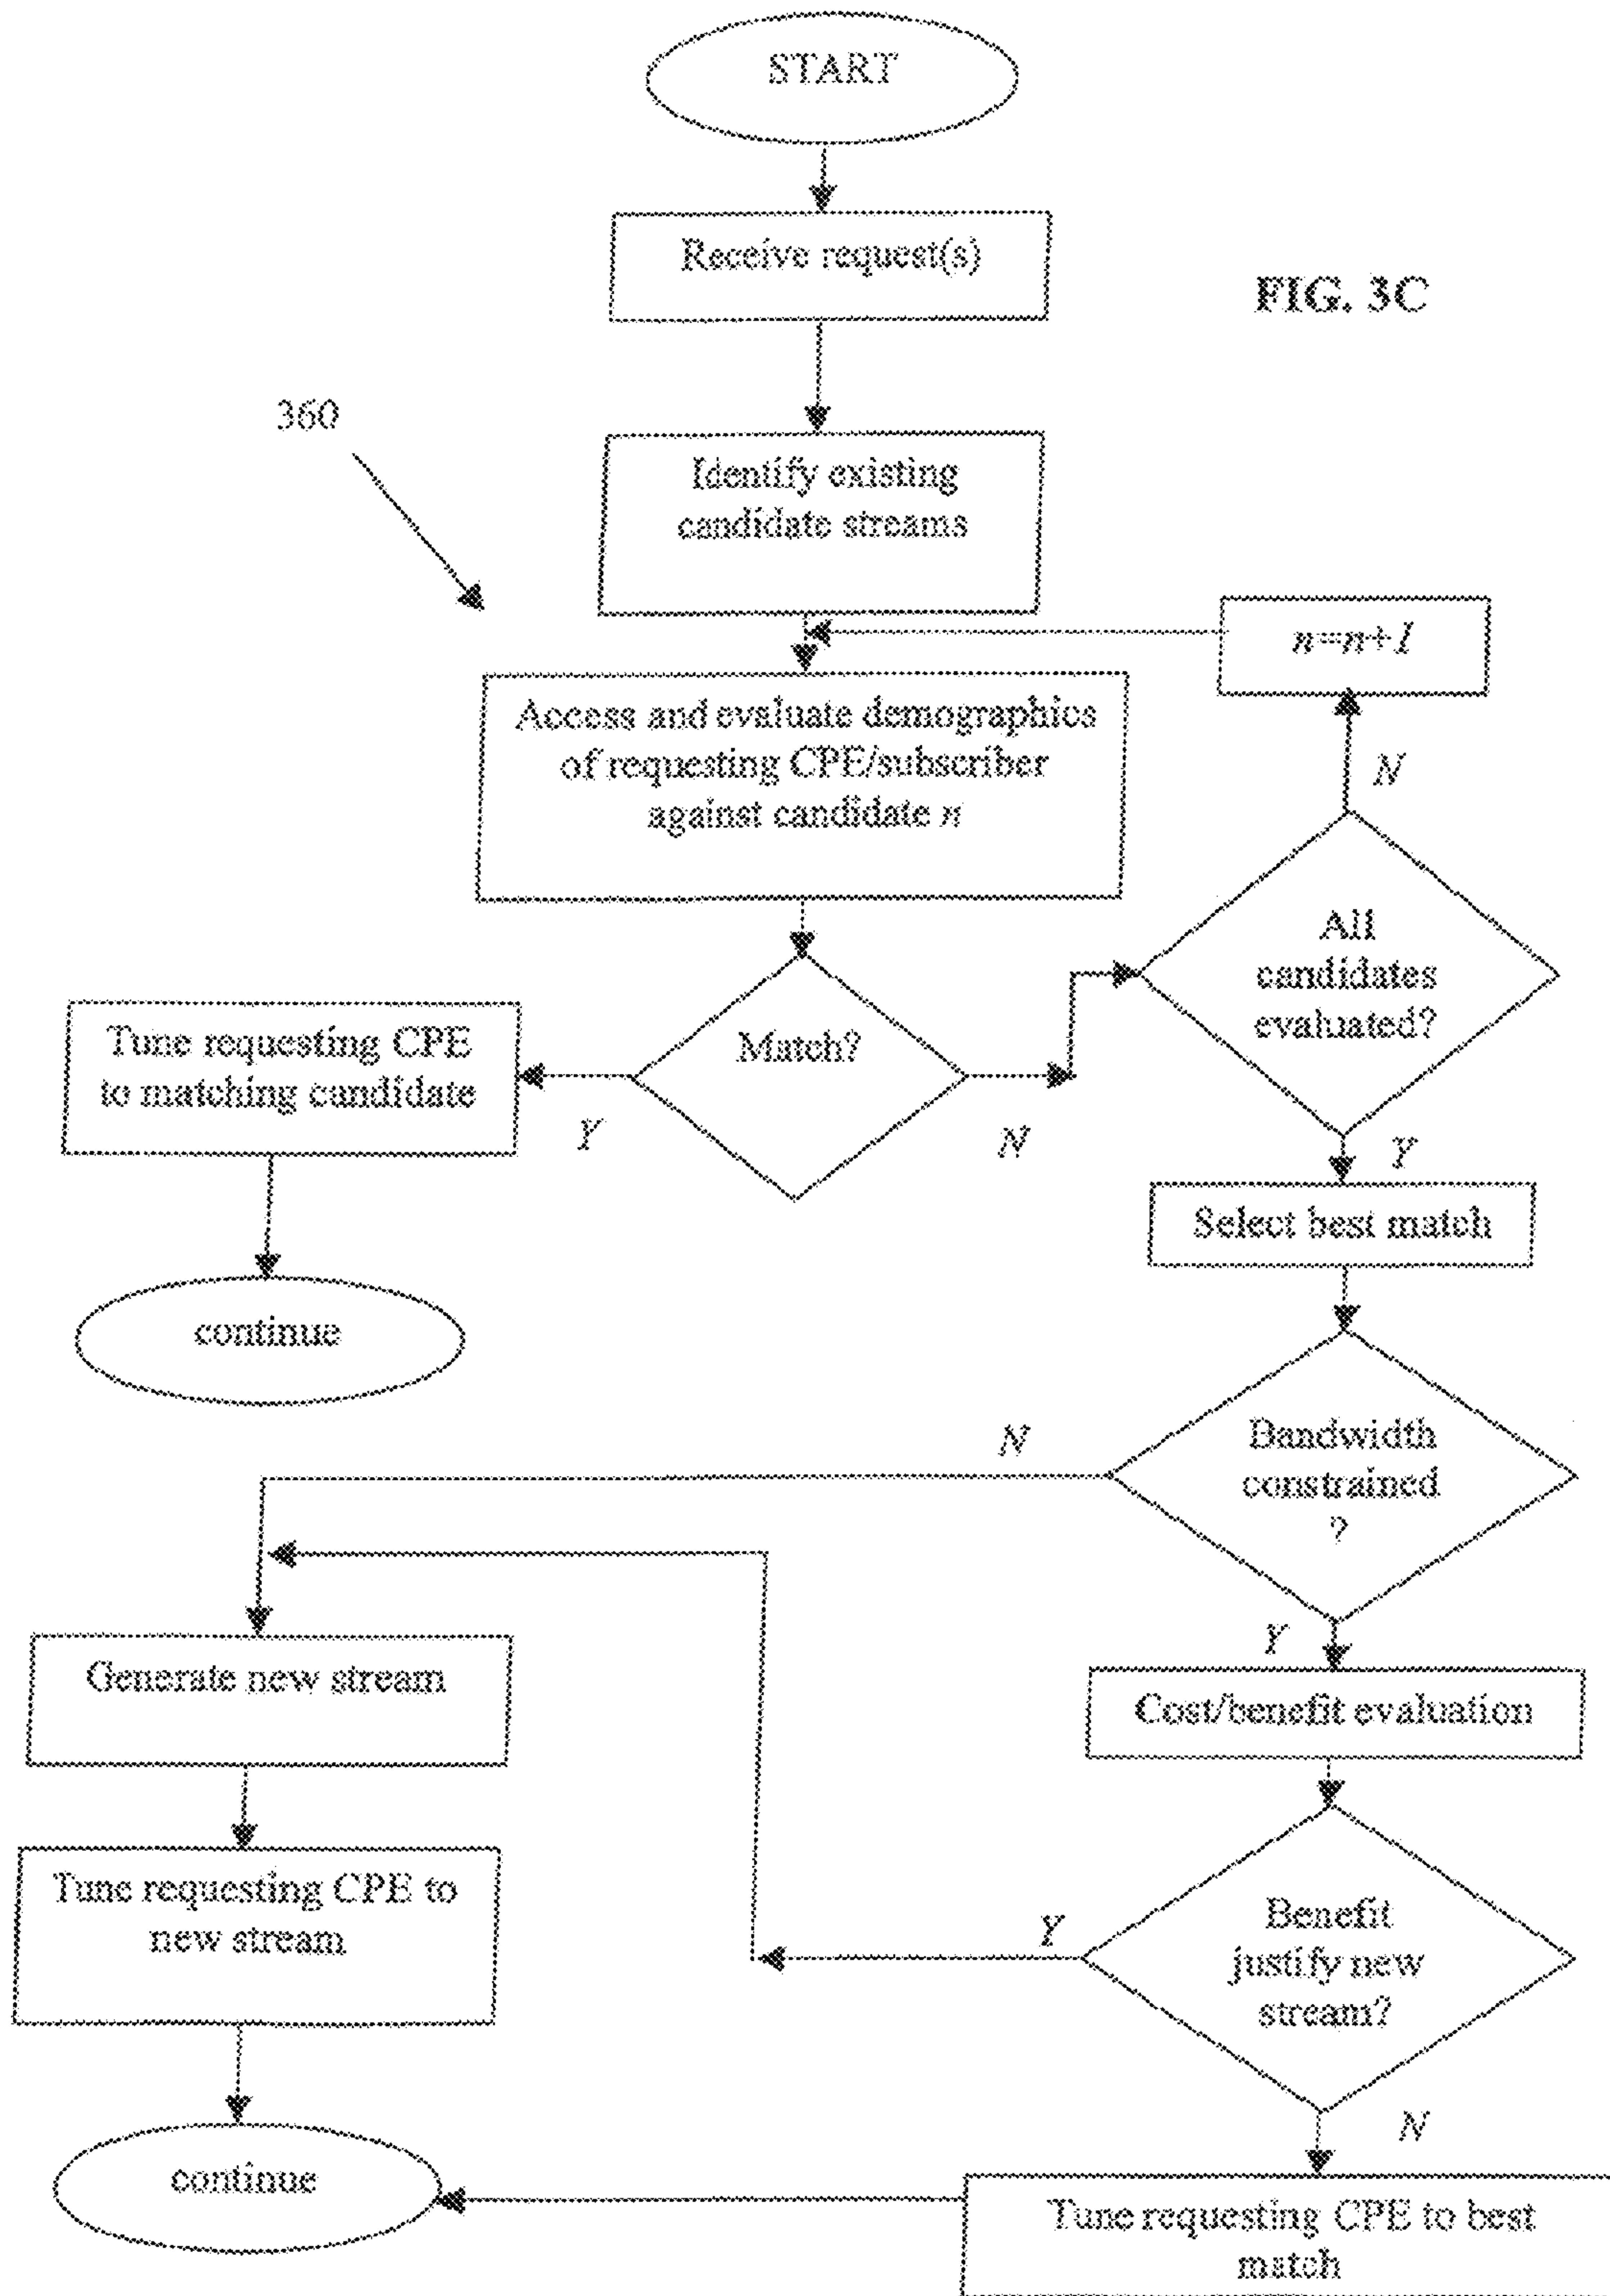 START
Receive request(s)
FIG. 3C
360
Identify existing
candidate streams
n=n+1
Access and evaluate demographics
of requesting CPE/subscriber
against candidate n
N
All
candidates
evaluated?
Tune requesting CPE
to matching candidate
Match?
Y
N
Y
Select best match
continue
Bandwidth
constrained
?
N
Y
Generate new stream
Cost/benefit evaluation
Tune requesting CPE to
new stream
Benefit
justify new
stream?
Y
N
continue
Tune requesting CPE to best
match